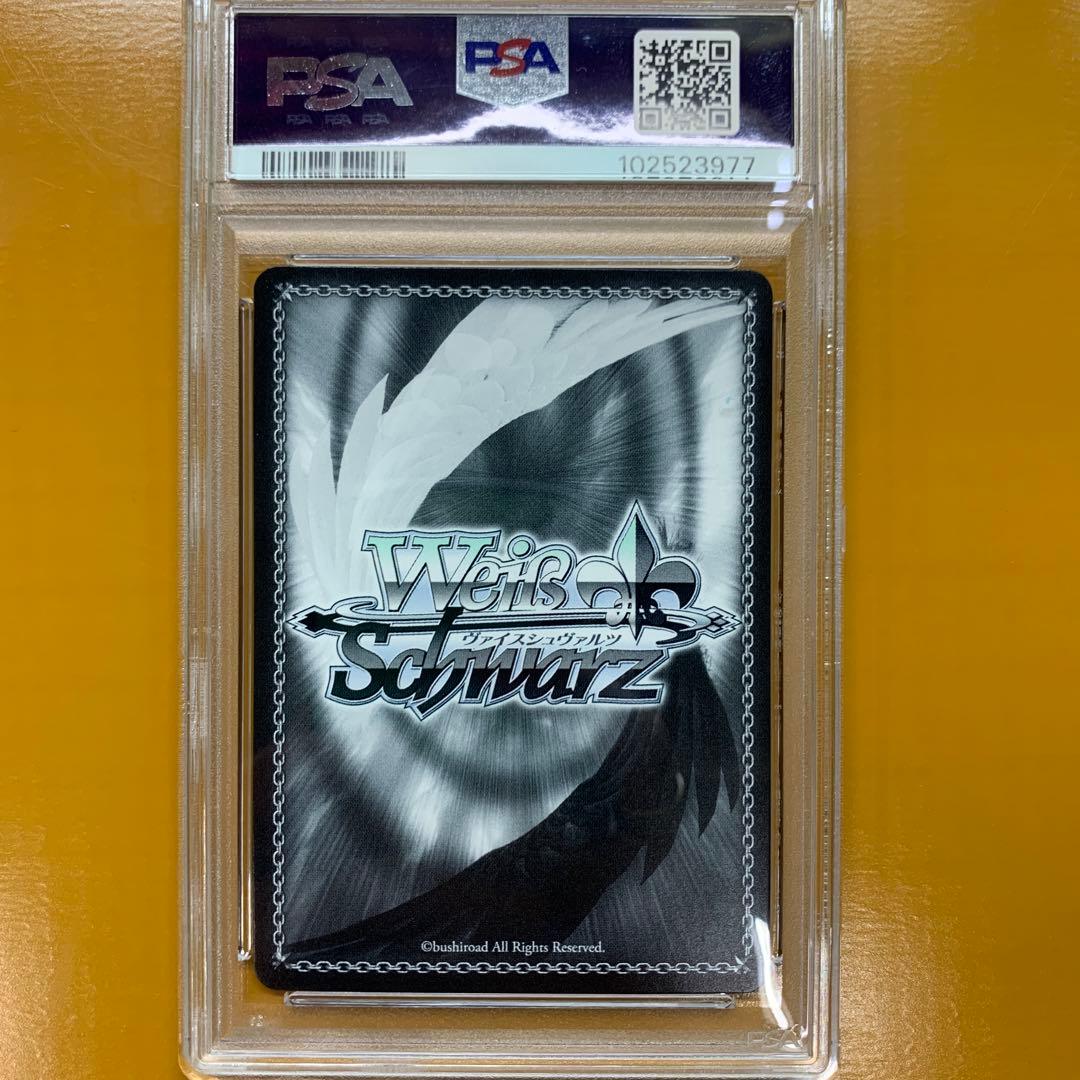 PSA
PSA
PSA PSA PSA
102523977
Weiß
ヴァイスシュヴァルツ
Schwarz
©bushiroad All Rights Reserved.
PSA